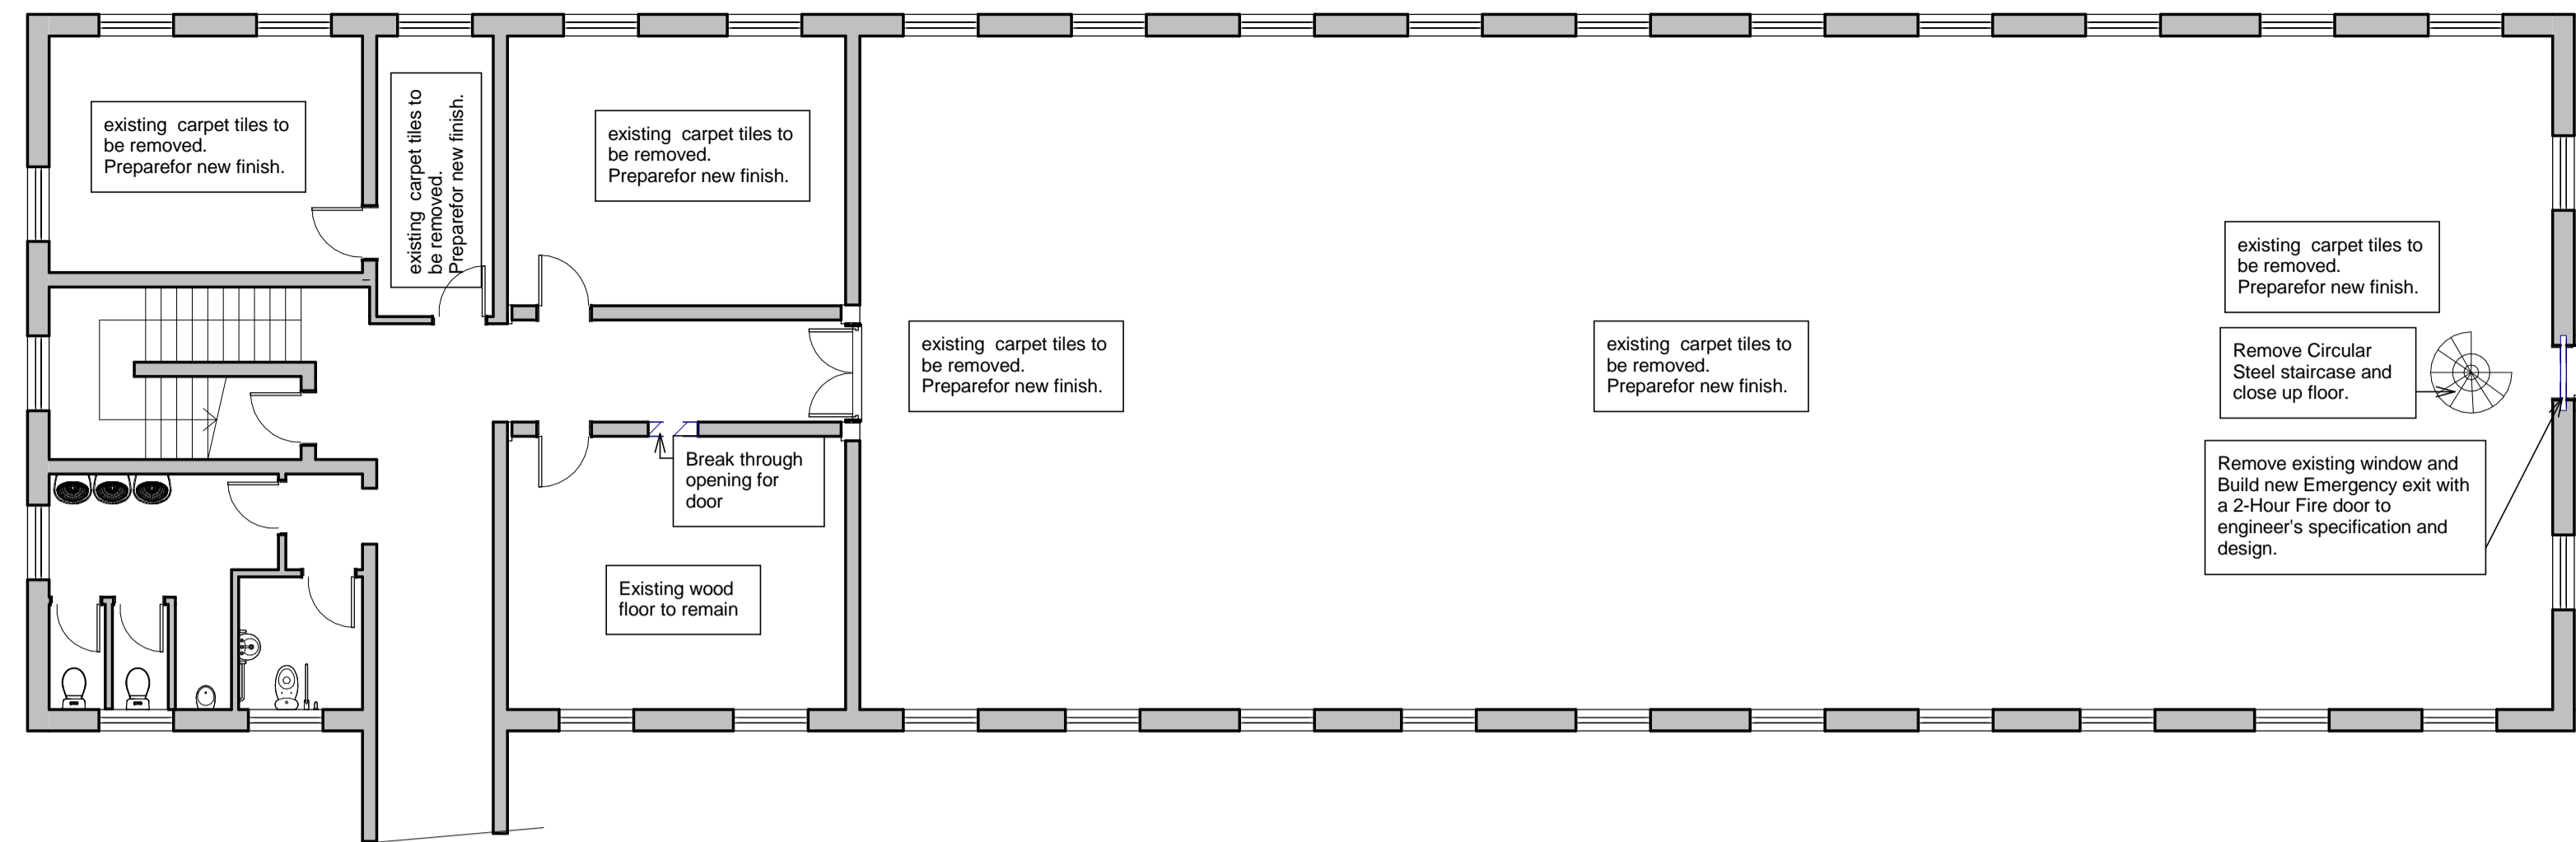 existing carpet tiles to
be removed.
Preparefor new finish.
existing carpet tiles to
be removed.
Preparefor new finish.
existing carpet tiles to
be removed.
Preparefor new finish.
existing carpet tiles to
be removed.
Preparefor new finish.
existing carpet tiles to
be removed.
Preparefor new finish.
existing carpet tiles to
be removed.
Preparefor new finish.
Remove Circular
Steel staircase and
close up floor.
Remove existing window and
Build new Emergency exit with
a 2-Hour Fire door to
engineer's specification and
design.
Break through
opening for
door
Existing wood
floor to remain